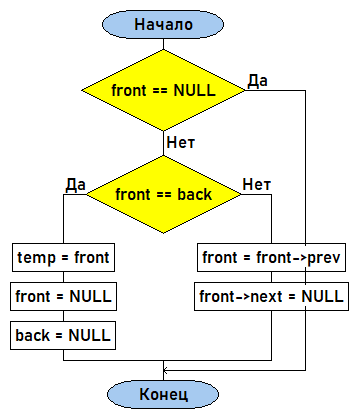 Начало
front == NULL
Да
Нет
front == back
Да
Нет
temp = front
front = front->prev
front = NULL
front->next = NULL
back = NULL
Конец